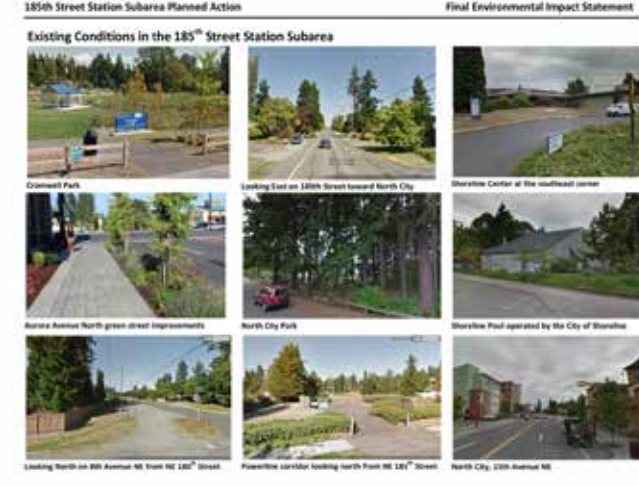 185th Street Station Subarea Planned Action
Final Environmental Impact Statement
Existing Conditions in the 185th Street Station Subarea
Cromwell Park
Looking East on 180th Street toward North City
Shoreline Center at the southeast corner
Aurora Avenue North green street improvements
North City Park
Shoreline Pool operated by the City of Shoreline
Looking North on 8th Avenue NE from NE 180th Street
Powerline corridor looking north from NE 185th Street
North City, 15th Avenue NE